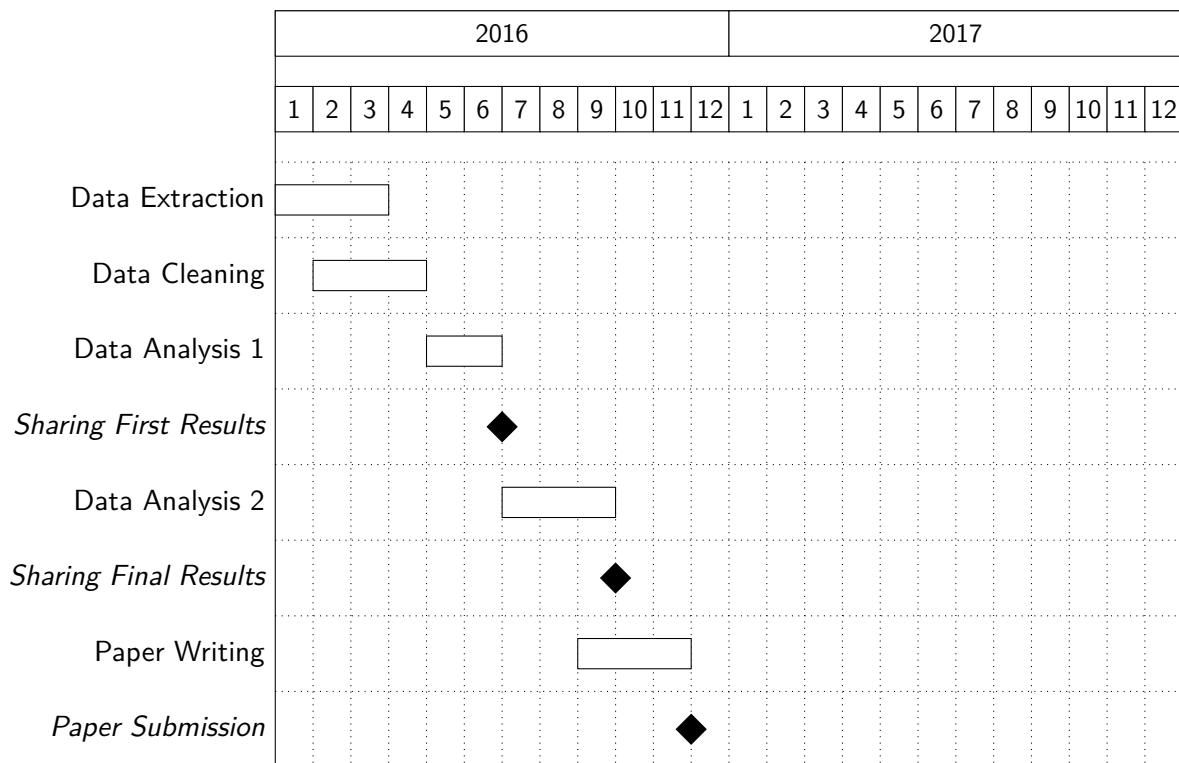 2016 2017
1 2 3 4 5 6 7 8 9 10 11 12 1 2 3 4 5 6 7 8 9 10 11 12
Data Extraction
Data Cleaning
Data Analysis 1
Sharing First Results
Data Analysis 2
Sharing Final Results
Paper Writing
Paper Submission